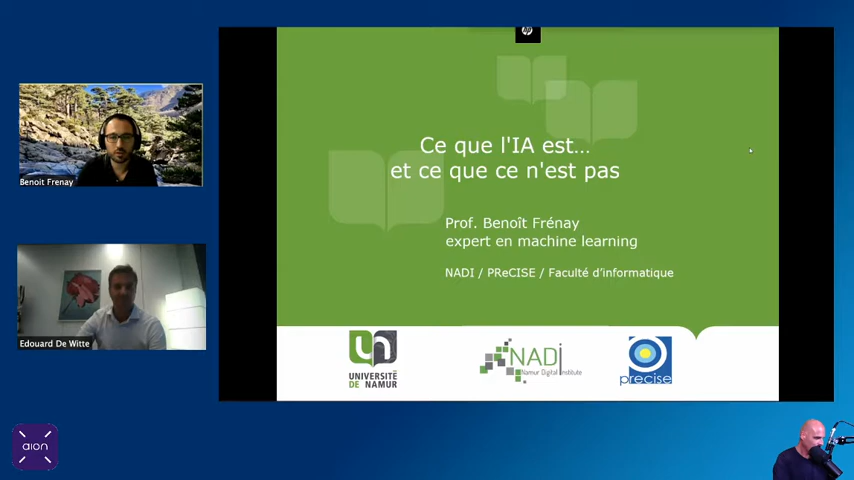 hp
Ce que l'IA est...
et ce que ce n'est pas
Prof. Benoît Frénay
expert en machine learning
NADI / PReCISE / Faculté d'informatique
UNIVERSITÉ
DE NAMUR
NADI
Namur Digital Institute
precise
Benoit Frenay
Edouard De Witte
aion